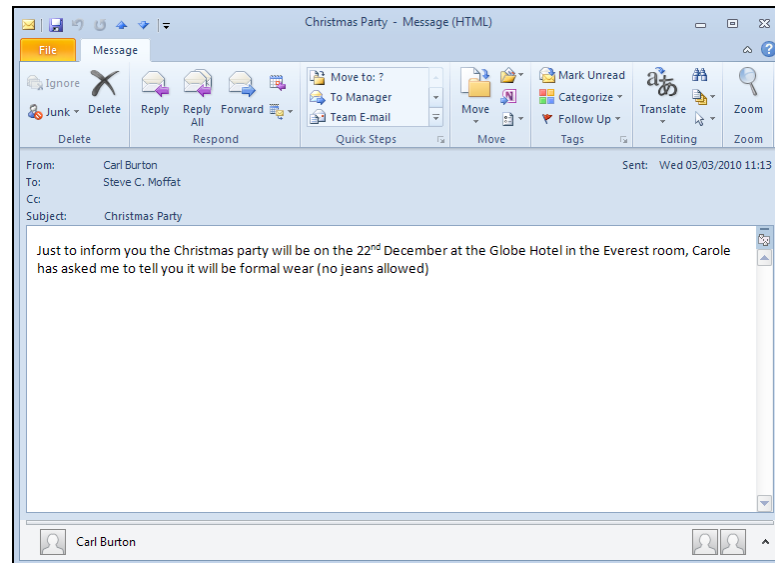 Christmas Party - Message (HTML)
File Message
Ignore
Junk
Delete
Reply
Reply All
Forward
Move to: ?
To Manager
Team E-mail
Move
Mark Unread
Categorize
Follow Up
Translate
Zoom
Delete Respond Quick Steps Move Tags Editing Zoom
From: Carl Burton Sent: Wed 03/03/2010 11:13
To: Steve C. Moffat
Cc:
Subject: Christmas Party
Just to inform you the Christmas party will be on the 22nd December at the Globe Hotel in the Everest room, Carole
has asked me to tell you it will be formal wear (no jeans allowed)
Carl Burton